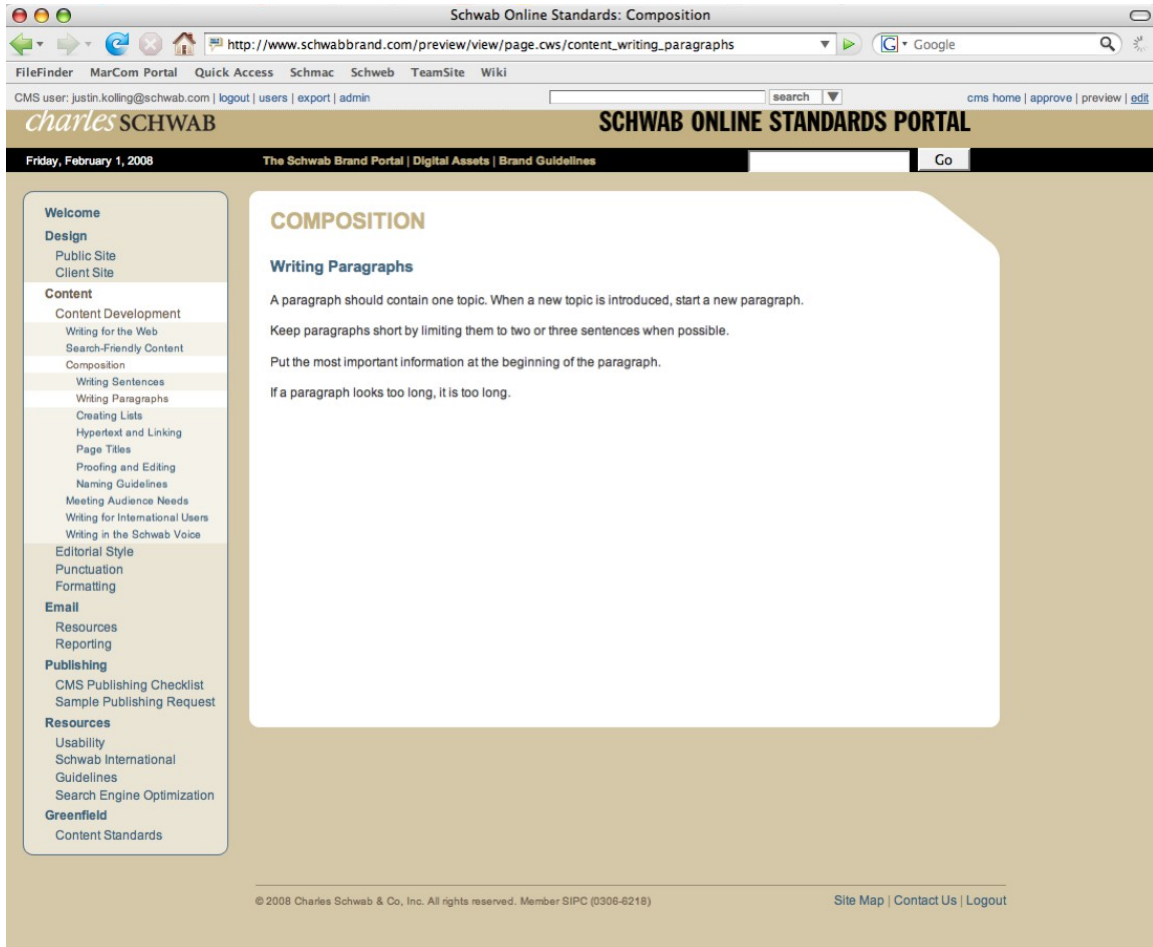 Schwab Online Standards: Composition
http://www.schwabbrand.com/preview/view/page.cws/content_writing_paragraphs
G Google
FileFinder MarCom Portal Quick Access Schmac Schweb TeamSite Wiki
CMS user: justin.kolling@schwab.com | logout | users | export | admin search cms home | approve | preview | edit
charles SCHWAB SCHWAB ONLINE STANDARDS PORTAL
Friday, February 1, 2008 The Schwab Brand Portal | Digital Assets | Brand Guidelines Go
Welcome
Design
Public Site
Client Site
Content
Content Development
Writing for the Web
Search-Friendly Content
Composition
Writing Sentences
Writing Paragraphs
Creating Lists
Hypertext and Linking
Page Titles
Proofing and Editing
Naming Guidelines
Meeting Audience Needs
Writing for International Users
Writing in the Schwab Voice
Editorial Style
Punctuation
Formatting
Email
Resources
Reporting
Publishing
CMS Publishing Checklist
Sample Publishing Request
Resources
Usability
Schwab International
Guidelines
Search Engine Optimization
Greenfield
Content Standards
COMPOSITION
Writing Paragraphs
A paragraph should contain one topic. When a new topic is introduced, start a new paragraph.
Keep paragraphs short by limiting them to two or three sentences when possible.
Put the most important information at the beginning of the paragraph.
If a paragraph looks too long, it is too long.
© 2008 Charles Schwab & Co, Inc. All rights reserved. Member SIPC (0306-6218) Site Map | Contact Us | Logout